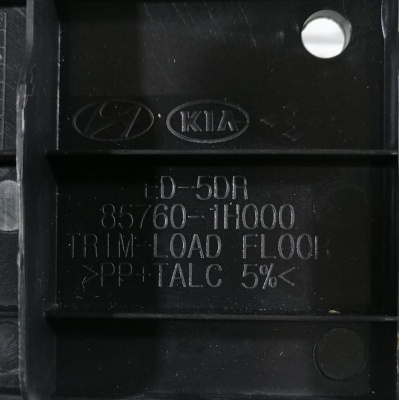 KIA
ED-5DR
85760-1H000
TRIM-LOAD FLOOR
>PP+TALC 5%<